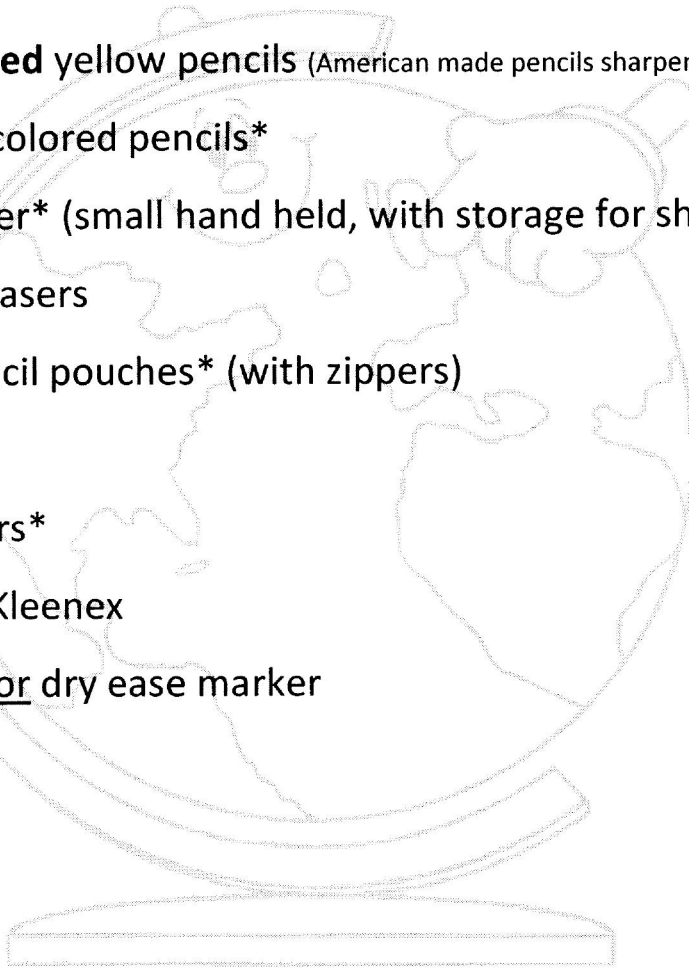 ed yellow pencils (American made pencils sharpen
colored pencils*
er* (small hand held, with storage for sh
asers
cil pouches* (with zippers)
rs*
Kleenex
or dry ease marker